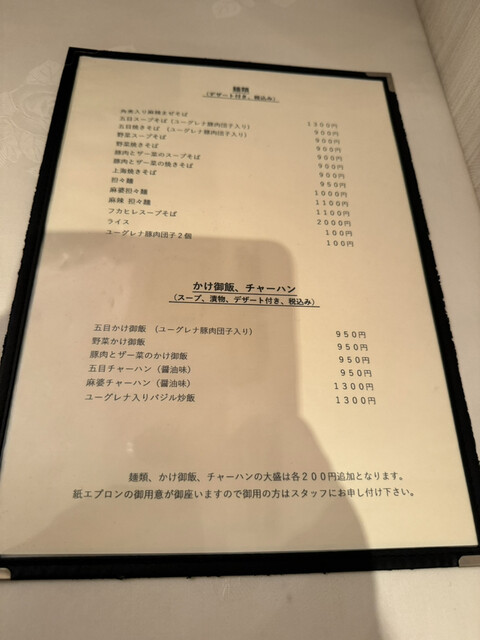 麺類
（デザート付き、税込み）
角煮入り麻辣まぜそば 1300円
五目スープそば（ユーグレナ豚肉団子入り） 900円
五目焼きそば （ユーグレナ豚肉団子入り） 900円
野菜スープそば 900円
野菜焼きそば 900円
豚肉とザー菜のスープそば 900円
豚肉とザー菜の焼きそば 900円
上海焼きそば 950円
担々麺 1000円
麻婆担々麺 1100円
麻辣 担々麺 1100円
フカヒレスープそば 2000円
ライス 100円
ユーグレナ豚肉団子２個 100円
かけ御飯、チャーハン
（スープ、漬物、デザート付き、税込み）
五目かけ御飯 （ユーグレナ豚肉団子入り） ９５０円
野菜かけ御飯 ９５０円
豚肉とザー菜のかけ御飯 ９５０円
五目チャーハン（醤油味） ９５０円
麻婆チャーハン（醤油味） １３００円
ユーグレナ入りバジル炒飯 １３００円
麺類、かけ御飯、チャーハンの大盛は各２００円追加となります。
紙エプロンの御用意が御座いますので御用の方はスタッフにお申し付け下さい。